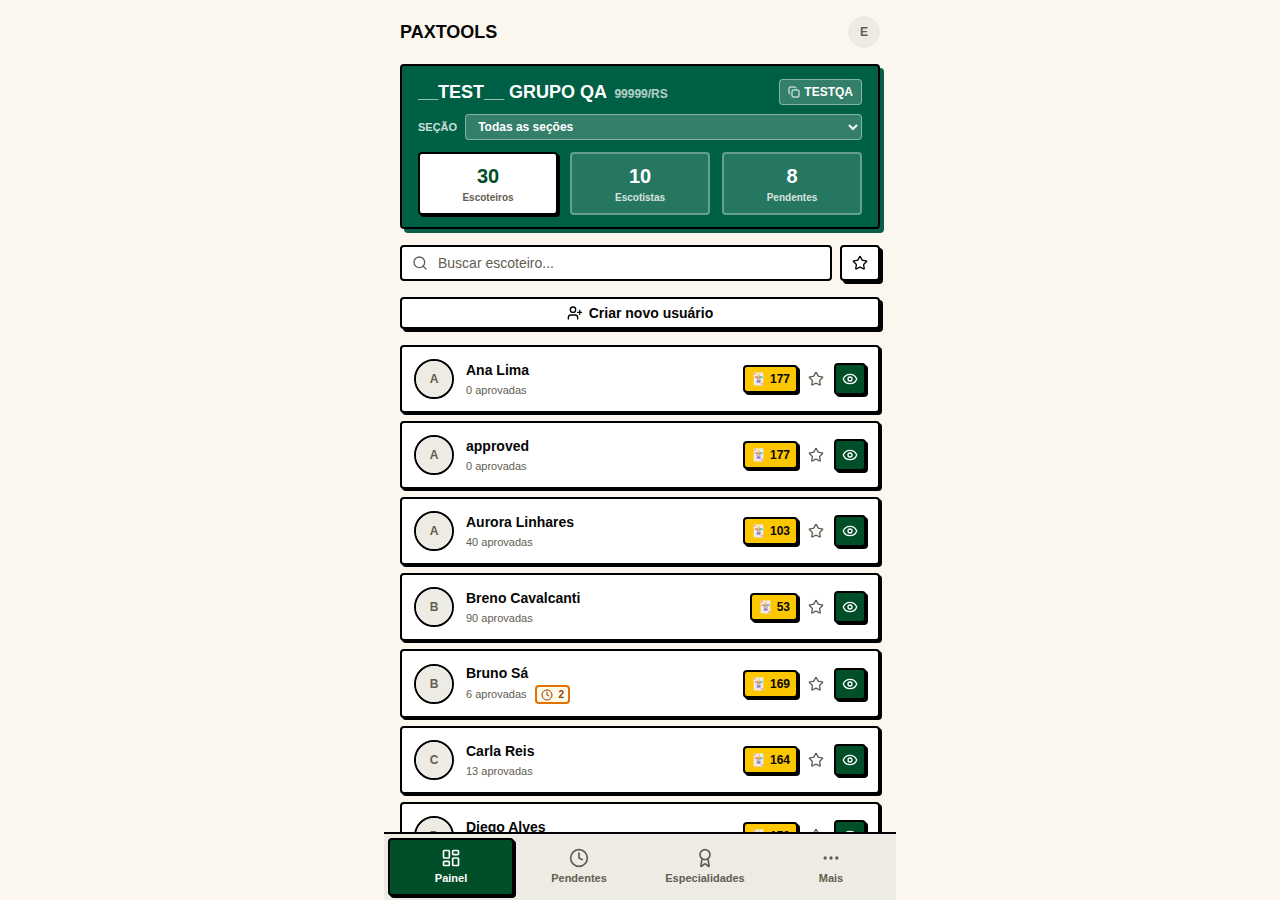 PAXTOOLS
E
__TEST__ GRUPO QA 99999/RS
TESTQA
SEÇÃO
Todas as seções
30
Escoteiros
10
Escotistas
8
Pendentes
Buscar escoteiro...
Criar novo usuário
A
Ana Lima
0 aprovadas
177
A
approved
0 aprovadas
177
A
Aurora Linhares
40 aprovadas
103
B
Breno Cavalcanti
90 aprovadas
53
B
Bruno Sá
6 aprovadas
2
169
C
Carla Reis
13 aprovadas
164
Diego Alves
Painel
Pendentes
Especialidades
Mais